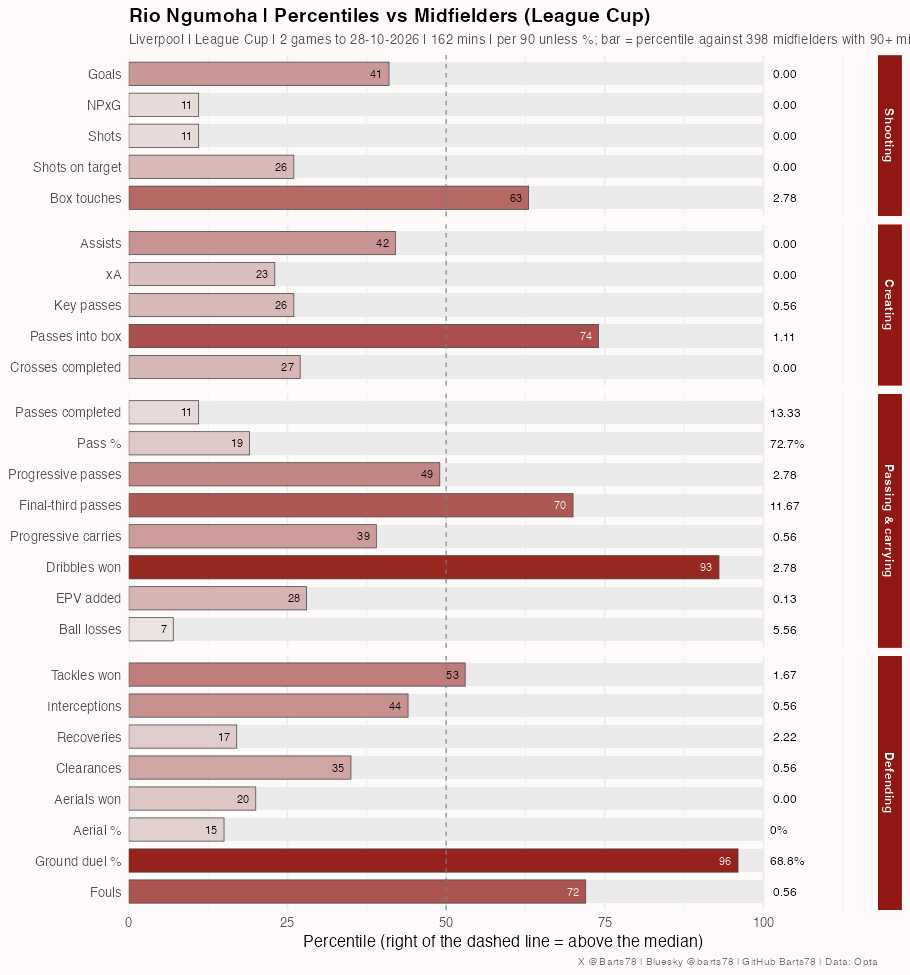 Rio Ngumoha | Percentiles vs Midfielders (League Cup)
Liverpool | League Cup | 2 games to 28-10-2026 | 162 mins | per 90 unless %; bar = percentile against 398 midfielders with 90+ mi
Goals 41 0.00
NPxG 11 0.00
Shots 11 0.00
Shots on target 26 0.00
Box touches 63 2.78
Shooting
Assists 42 0.00
xA 23 0.00
Key passes 26 0.56
Passes into box 74 1.11
Crosses completed 27 0.00
Creating
Passes completed 11 13.33
Pass % 19 72.7%
Progressive passes 49 2.78
Final-third passes 70 11.67
Progressive carries 39 0.56
Dribbles won 93 2.78
EPV added 28 0.13
Ball losses 7 5.56
Passing & carrying
Tackles won 53 1.67
Interceptions 44 0.56
Recoveries 17 2.22
Clearances 35 0.56
Aerials won 20 0.00
Aerial % 15 0%
Ground duel % 96 68.8%
Fouls 72 0.56
Defending
0 25 50 75 100
Percentile (right of the dashed line = above the median)
X @Barts78 | Bluesky @barts78 | GitHub Barts78 | Data: Opta